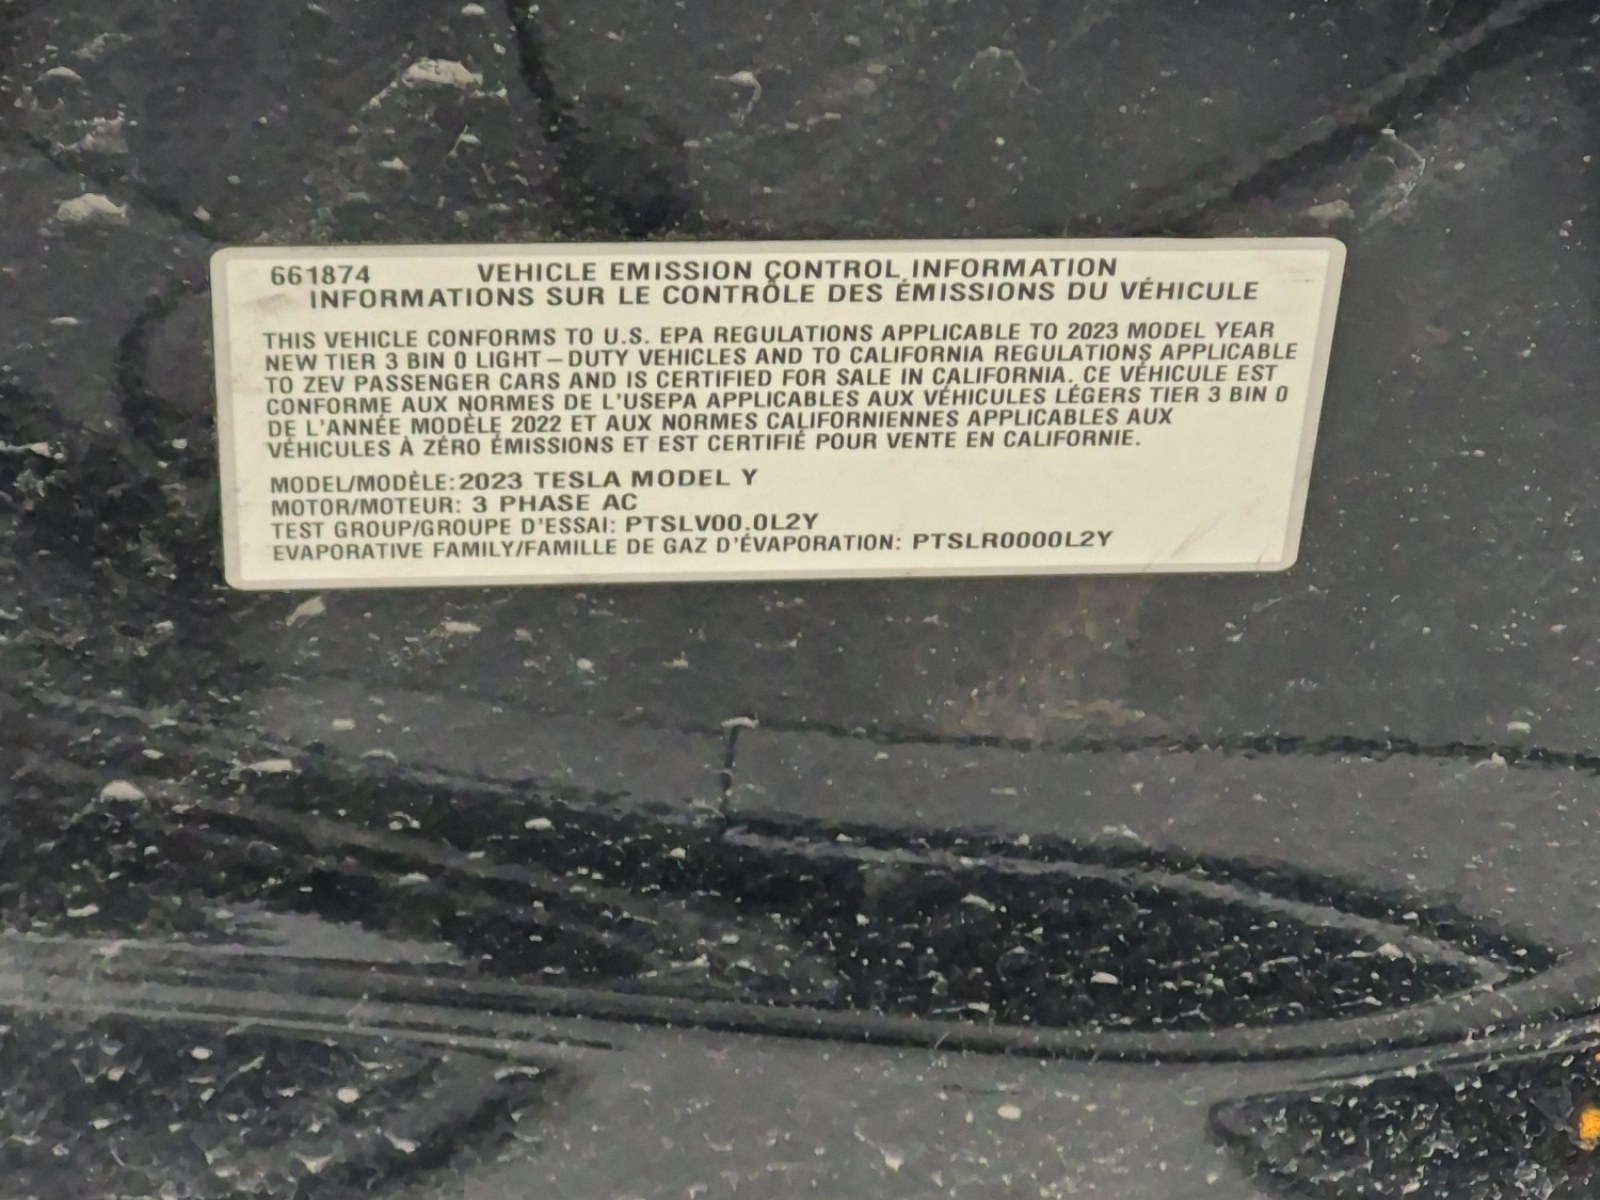 661874 VEHICLE EMISSION CONTROL INFORMATION
INFORMATIONS SUR LE CONTRÔLE DES ÉMISSIONS DU VÉHICULE
THIS VEHICLE CONFORMS TO U.S. EPA REGULATIONS APPLICABLE TO 2023 MODEL YEAR
NEW TIER 3 BIN 0 LIGHT–DUTY VEHICLES AND TO CALIFORNIA REGULATIONS APPLICABLE
TO ZEV PASSENGER CARS AND IS CERTIFIED FOR SALE IN CALIFORNIA. CE VÉHICULE EST
CONFORME AUX NORMES DE L'USEPA APPLICABLES AUX VÉHICULES LÉGERS TIER 3 BIN 0
DE L'ANNÉE MODÈLE 2022 ET AUX NORMES CALIFORNIENNES APPLICABLES AUX
VÉHICULES À ZÉRO ÉMISSIONS ET EST CERTIFIÉ POUR VENTE EN CALIFORNIE.
MODEL/MODÈLE: 2023 TESLA MODEL Y
MOTOR/MOTEUR: 3 PHASE AC
TEST GROUP/GROUPE D'ESSAI: PTSLV00.0L2Y
EVAPORATIVE FAMILY/FAMILLE DE GAZ D'ÉVAPORATION: PTSLR0000L2Y